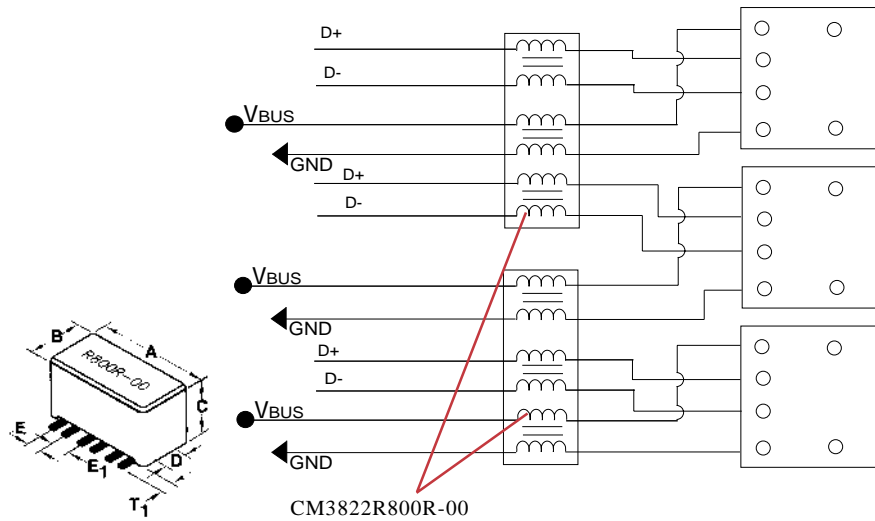 D+
D-
VBUS
GND
D+
D-
VBUS
GND
D+
D-
VBUS
GND
CM3822R800R-00
B
A
R800R-00
C
E
E1
D
T1